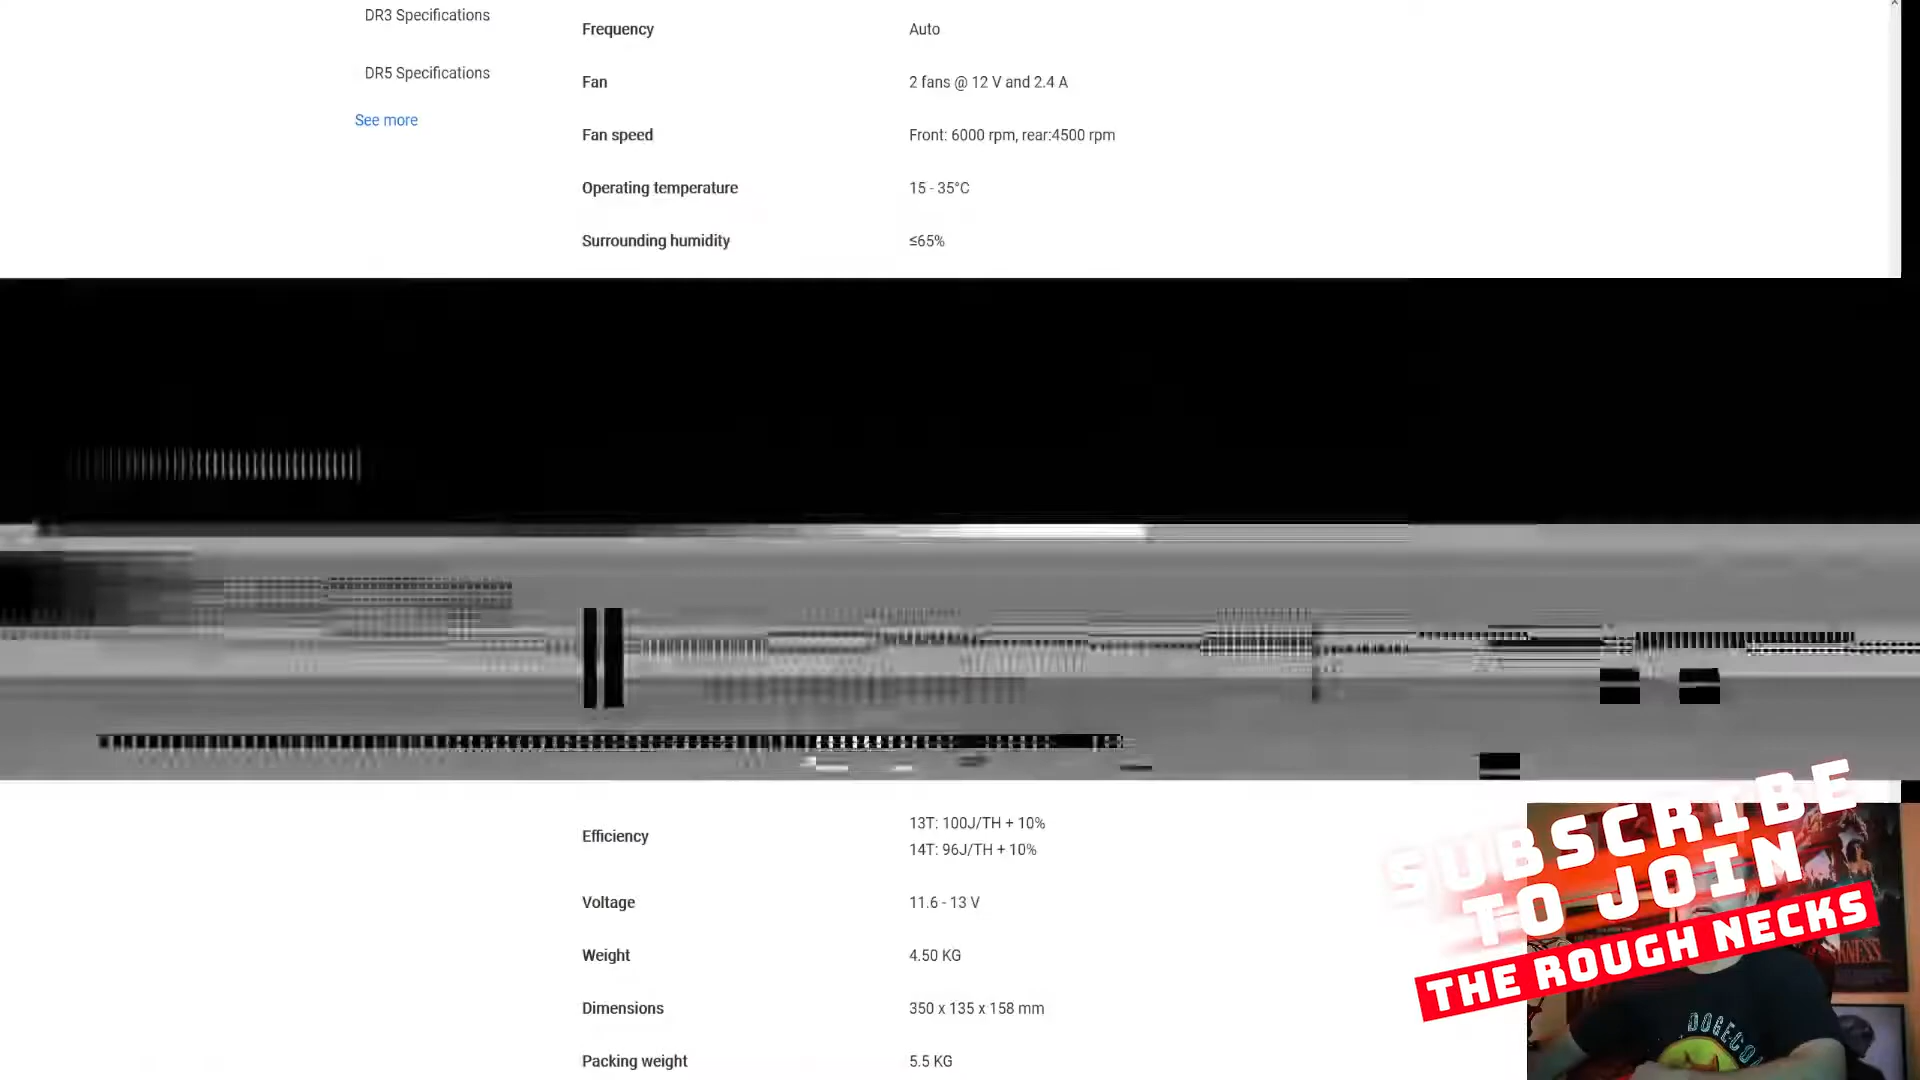 DR3 Specifications
DR5 Specifications
See more
Frequency Auto
Fan 2 fans @ 12 V and 2.4 A
Fan speed Front: 6000 rpm, rear:4500 rpm
Operating temperature 15 - 35°C
Surrounding humidity ≤65%
Efficiency 13T: 100J/TH + 10%
14T: 96J/TH + 10%
Voltage 11.6 - 13 V
Weight 4.50 KG
Dimensions 350 x 135 x 158 mm
Packing weight 5.5 KG
SUBSCRIBE
TO JOIN
THE ROUGH NECKS